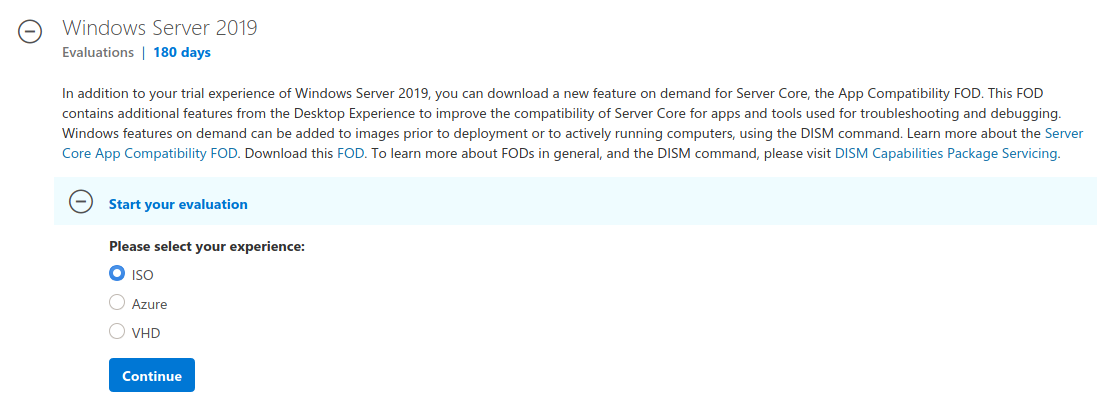 Windows Server 2019
Evaluations | 180 days
In addition to your trial experience of Windows Server 2019, you can download a new feature on demand for Server Core, the App Compatibility FOD. This FOD
contains additional features from the Desktop Experience to improve the compatibility of Server Core for apps and tools used for troubleshooting and debugging.
Windows features on demand can be added to images prior to deployment or to actively running computers, using the DISM command. Learn more about the Server
Core App Compatibility FOD. Download this FOD. To learn more about FODs in general, and the DISM command, please visit DISM Capabilities Package Servicing.
Start your evaluation
Please select your experience:
ISO
Azure
VHD
Continue